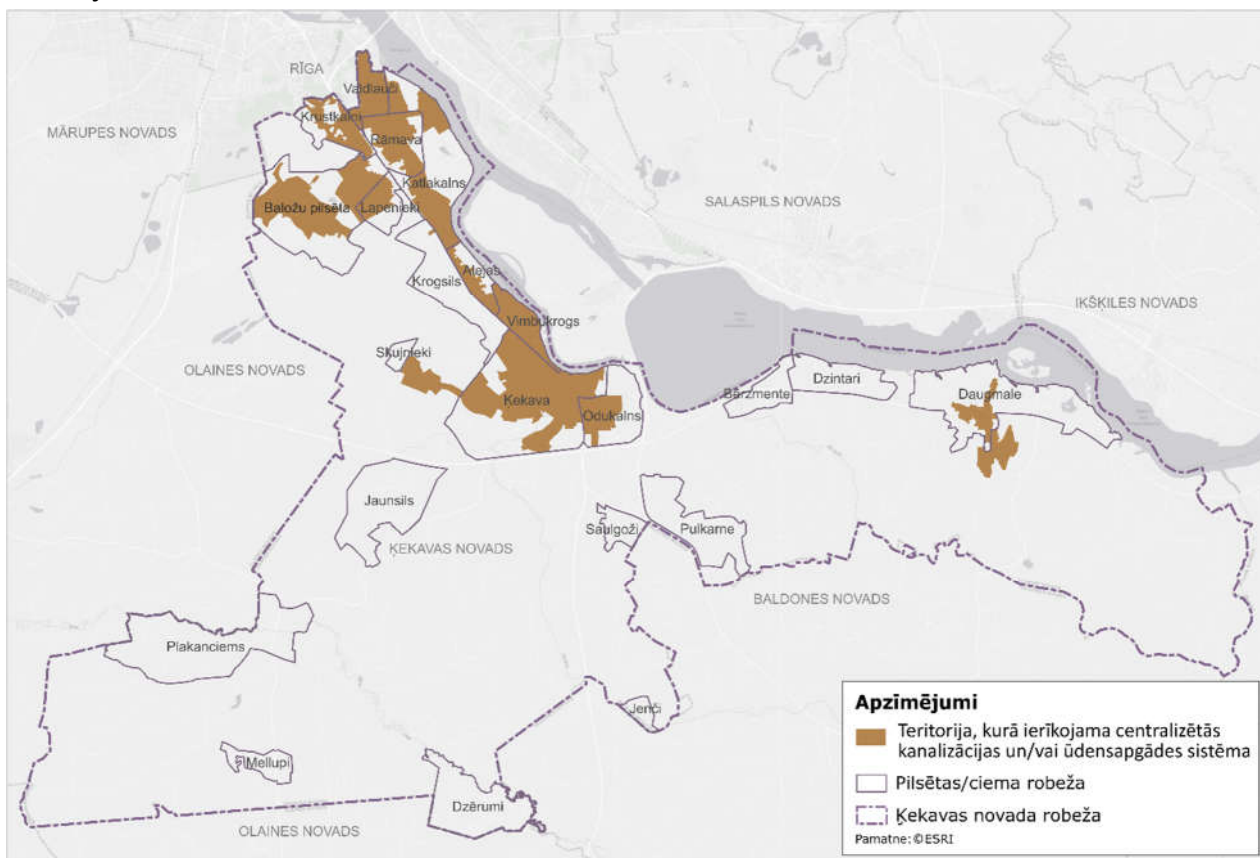 RĪGA
Valdlauči
Krustkalni
MĀRUPES NOVADS
Rāmava
Katlakalns
SALASPILS NOVADS
Baložu pilsēta
Lapenieki
Alejas
Krogsils
IKŠĶILES NOVADS
Vimbukrogs
Skujnieki
OLAINES NOVADS
Dzintari
Bārzmente
Daugmale
Ķekava
Odukalns
Jaunsils
Saulgoži
Pulkarne
ĶEKAVAS NOVADS
BALDONES NOVADS
Plakanciems
Jenči
Mellupi
Dzērumi
OLAINES NOVADS
Apzīmējumi
Teritorija, kurā ierīkojama centralizētās
kanalizācijas un/vai ūdensapgādes sistēma
Pilsētas/ciema robeža
Ķekavas novada robeža
Pamatne: ©ESRI